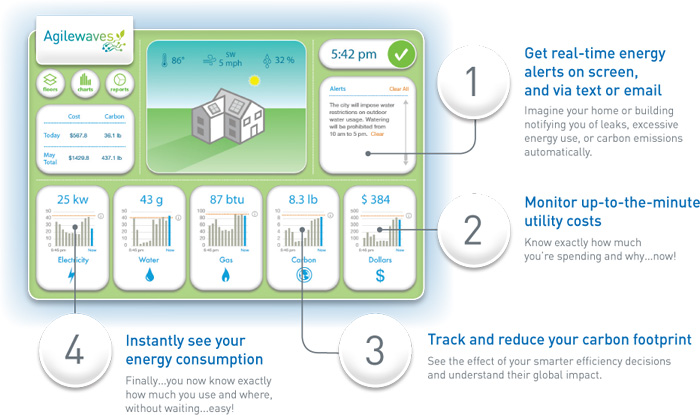 Agilewaves
floors
charts
reports
Cost Carbon
Today $567.8 36.1 lb
May
Total $1429.8 437.1 lb
86°
SW
5 mph
32 %
5:42 pm
Alerts Clear All
The city will impose water
restrictions on outdoor
water usage. Watering
will be prohibited from
10 am to 5 pm. Clear
25 kw
Now
Electricity
43 g
Now
Water
87 btu
Now
Gas
8.3 lb
Now
Carbon
$ 384
Now
Dollars
$
1
Get real-time energy
alerts on screen,
and via text or email
Imagine your home or building
notifying you of leaks, excessive
energy use, or carbon emissions
automatically.
2
Monitor up-to-the-minute
utility costs
Know exactly how much
you're spending and why...now!
3
Track and reduce your carbon footprint
See the effect of your smarter efficiency decisions
and understand their global impact.
4
Instantly see your
energy consumption
Finally...you now know exactly
how much you use and where,
without waiting...easy!